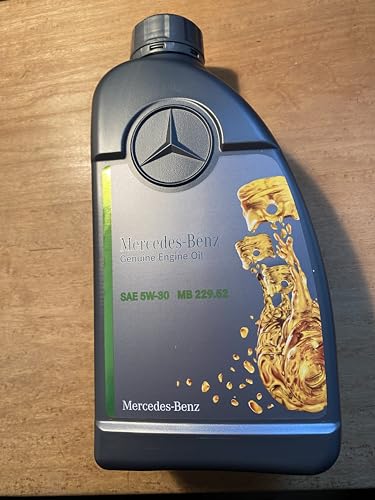 Mercedes-Benz
Genuine Engine Oil
SAE 5W-30 MB 229.52
Mercedes-Benz